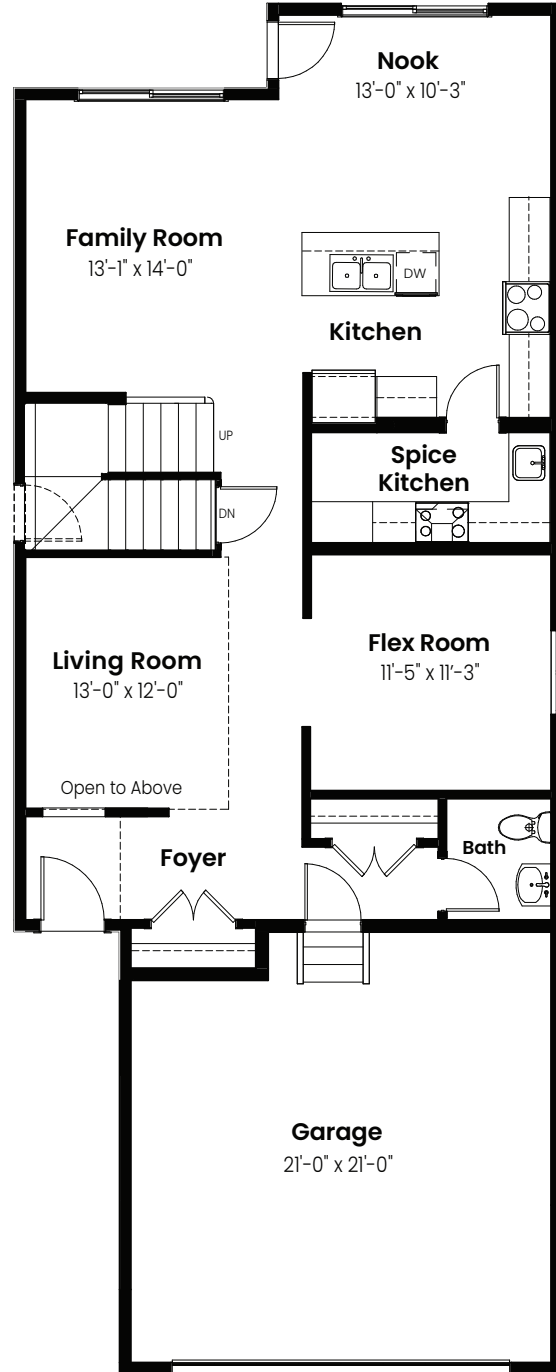 Nook
13'-0" x 10'-3"
Family Room
13'-1" x 14'-0"
DW
Kitchen
UP
Spice
Kitchen
DN
Flex Room
11'-5" x 11'-3"
Living Room
13'-0" x 12'-0"
Open to Above
Bath
Foyer
Garage
21'-0" x 21'-0"